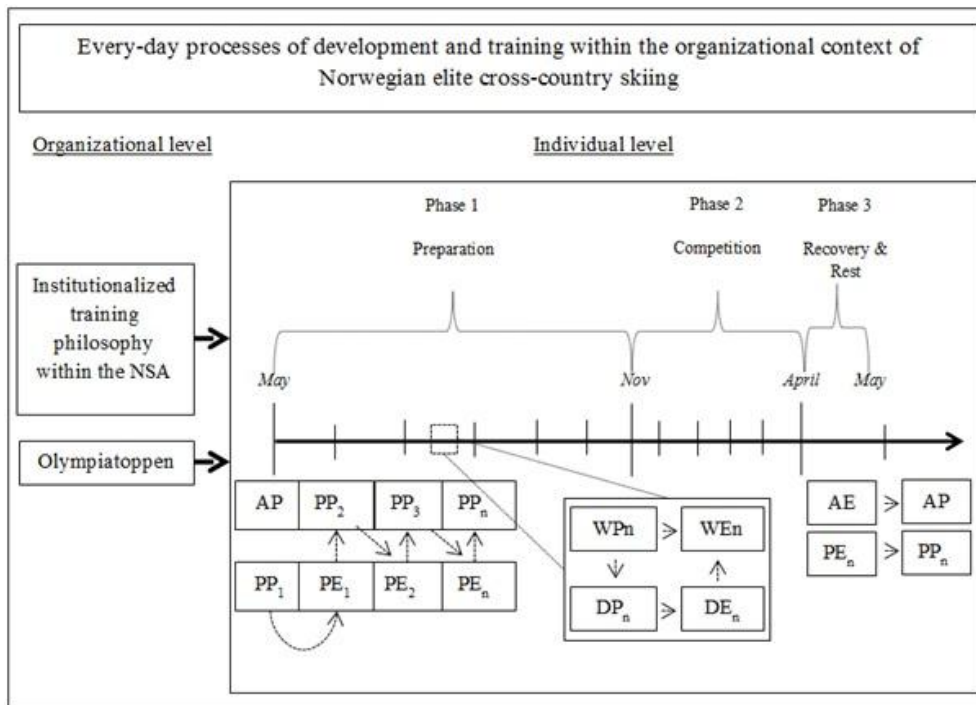 Every-day processes of development and training within the organizational context of
Norwegian elite cross-country skiing
Organizational level
Individual level
Institutionalized
training
philosophy
within the NSA
Olympiatoppen
Phase 1
Preparation
Phase 2
Competition
Phase 3
Recovery &
Rest
May
Nov
April
May
AP PP2 PP3 PPn
PP1 PE1 PE2 PEn
WPn WEn
DPn DEn
AE AP
PEn PPn